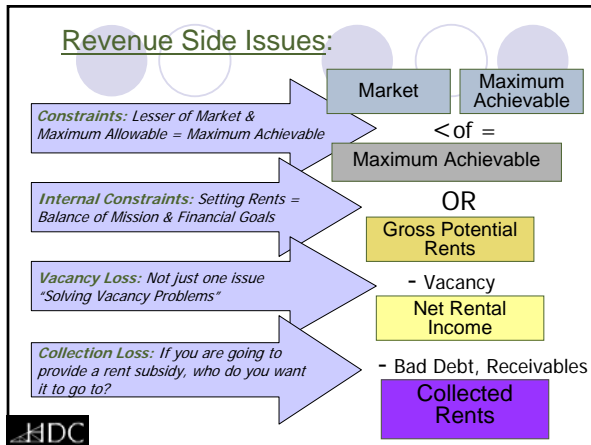 Revenue Side Issues:
Market
Maximum
Achievable
Constraints: Lesser of Market &
Maximum Allowable = Maximum Achievable
< of =
Maximum Achievable
Internal Constraints: Setting Rents =
Balance of Mission & Financial Goals
OR
Gross Potential
Rents
Vacancy Loss: Not just one issue
"Solving Vacancy Problems"
- Vacancy
Net Rental
Income
Collection Loss: If you are going to
provide a rent subsidy, who do you want
it to go to?
- Bad Debt, Receivables
Collected
Rents
HDC